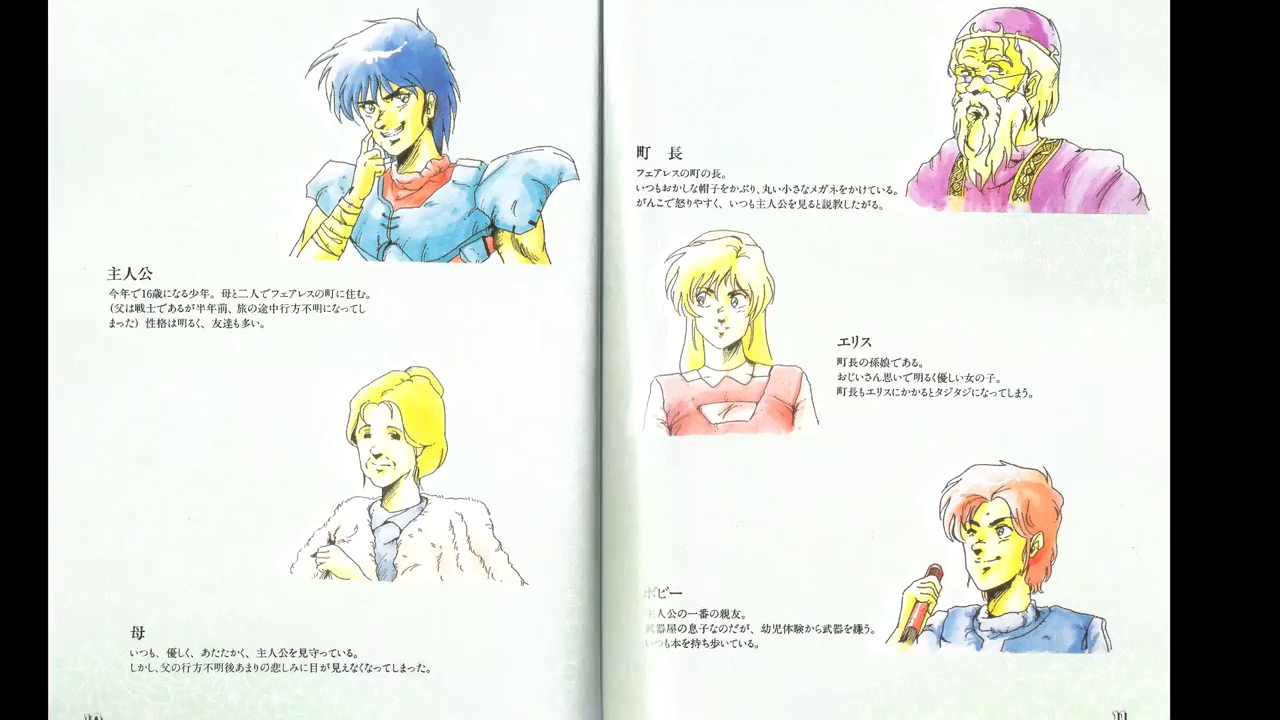 主人公
今年で16歳になる少年。母と二人でフェアレスの町に住む。
(父は戦士であるが半年前、旅の途中行方不明になってし
まった) 性格は明るく、友達も多い。
母
いつも、優しく、あたたかく、主人公を見守っている。
しかし、父の行方不明後あまりの悲しみに目が見えなくなってしまった。
町 長
フェアレスの町の長。
いつもおかしな帽子をかぶり、丸い小さなメガネをかけている。
がんこで怒りやすく、いつも主人公を見ると説教したがる。
エリス
町長の孫娘である。
おじいさん思いで明るく優しい女の子。
町長もエリスにかかるとタジタジになってしまう。
ボビー
主人公の一番の親友。
武器屋の息子なのだが、幼児体験から武器を嫌う。
いつも本を持ち歩いている。